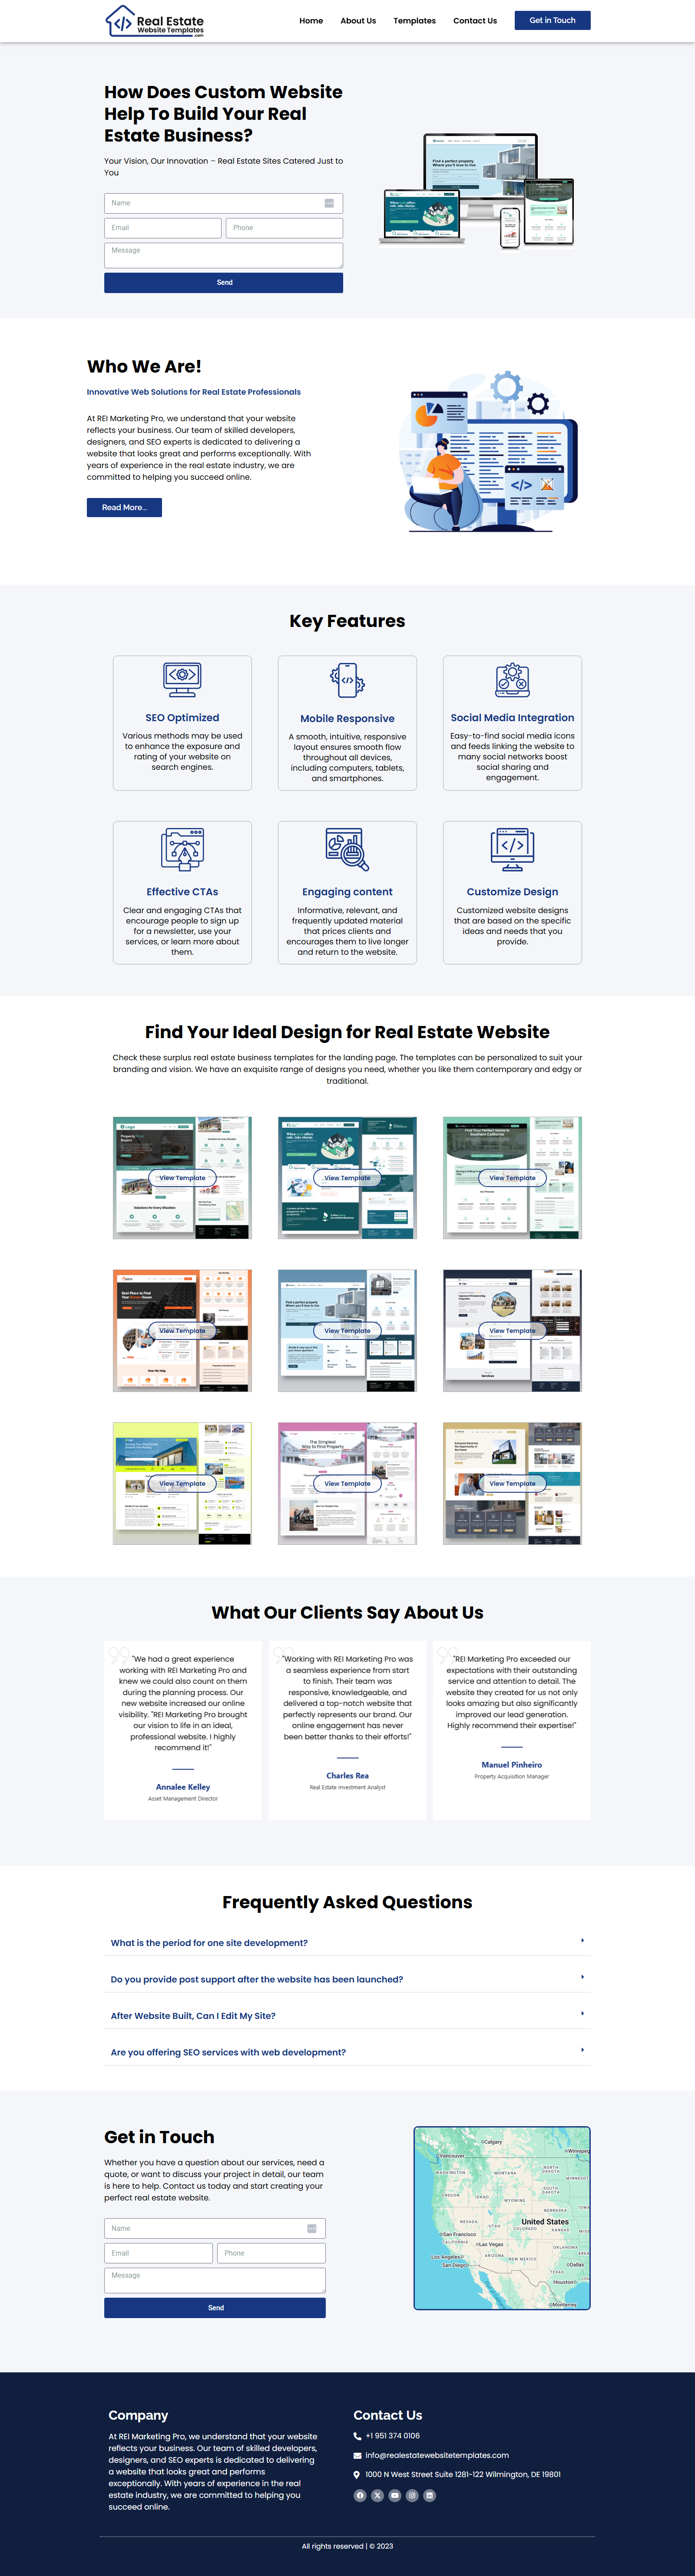 Real Estate
Website Templates
.com
Home
About Us
Templates
Contact Us
Get in Touch
How Does Custom Website
Help To Build Your Real
Estate Business?
Your Vision, Our Innovation – Real Estate Sites Catered Just to
You
Name
Email
Phone
Message
Send
Who We Are!
Innovative Web Solutions for Real Estate Professionals
At REI Marketing Pro, we understand that your website
reflects your business. Our team of skilled developers,
designers, and SEO experts is dedicated to delivering a
website that looks great and performs exceptionally. With
years of experience in the real estate industry, we are
committed to helping you succeed online.
Read More...
Key Features
SEO Optimized
Various methods may be used
to enhance the exposure and
rating of your website on
search engines.
Mobile Responsive
A smooth, intuitive, responsive
layout ensures smooth flow
throughout all devices,
including computers, tablets,
and smartphones.
Social Media Integration
Easy-to-find social media icons
and feeds linking the website to
many social networks boost
social sharing and
engagement.
Effective CTAs
Clear and engaging CTAs that
encourage people to sign up
for a newsletter, use your
services, or learn more about
them.
Engaging content
Informative, relevant, and
frequently updated material
that prices clients and
encourages them to live longer
and return to the website.
Customize Design
Customized website designs
that are based on the specific
ideas and needs that you
provide.
Find Your Ideal Design for Real Estate Website
Check these surplus real estate business templates for the landing page. The templates can be personalized to suit your
branding and vision. We have an exquisite range of designs you need, whether you like them contemporary and edgy or
traditional.
View Template
View Template
View Template
View Template
View Template
View Template
View Template
View Template
View Template
What Our Clients Say About Us
"We had a great experience
working with REI Marketing Pro and
knew we could also count on them
during the planning process. Our
new website increased our online
visibility. "REI Marketing Pro brought
our vision to life in an ideal,
professional website. I highly
recommend it!"
Annalee Kelley
Asset Management Director
"Working with REI Marketing Pro was
a seamless experience from start
to finish. Their team was
responsive, knowledgeable, and
delivered a top-notch website that
perfectly represents our brand. Our
online engagement has never
been better thanks to their efforts!"
Charles Rea
Real Estate Investment Analyst
"REI Marketing Pro exceeded our
expectations with their outstanding
service and attention to detail. The
website they created for us not only
looks amazing but also significantly
improved our lead generation.
Highly recommend their expertise!"
Manuel Pinheiro
Property Acquisition Manager
Frequently Asked Questions
What is the period for one site development?
Do you provide post support after the website has been launched?
After Website Built, Can I Edit My Site?
Are you offering SEO services with web development?
Get in Touch
Whether you have a question about our services, need a
quote, or want to discuss your project in detail, our team
is here to help. Contact us today and start creating your
perfect real estate website.
Name
Email
Phone
Message
Send
Calgary
Vancouver
Winnipeg
WASHINGTON
MONTANA
NORTH
DAKOTA
MINNESOT
OREGON
IDAHO
SOUTH
DAKOTA
WYOMING
NEBRASKA
IOWA
NEVADA
UTAH
United States
COLORADO
KANSAS
San Francisco
CALIFORNIA
Las Vegas
OKLAHOMA
Los Angeles
ARIZONA
NEW MEXICO
San Diego
Dallas
TEXAS
Houston
Monterrey
Company
At REI Marketing Pro, we understand that your website
reflects your business. Our team of skilled developers,
designers, and SEO experts is dedicated to delivering
a website that looks great and performs
exceptionally. With years of experience in the real
estate industry, we are committed to helping you
succeed online.
Contact Us
+1 951 374 0106
info@realestatewebsitetemplates.com
1000 N West Street Suite 1281-122 Wilmington, DE 19801
All rights reserved | © 2023